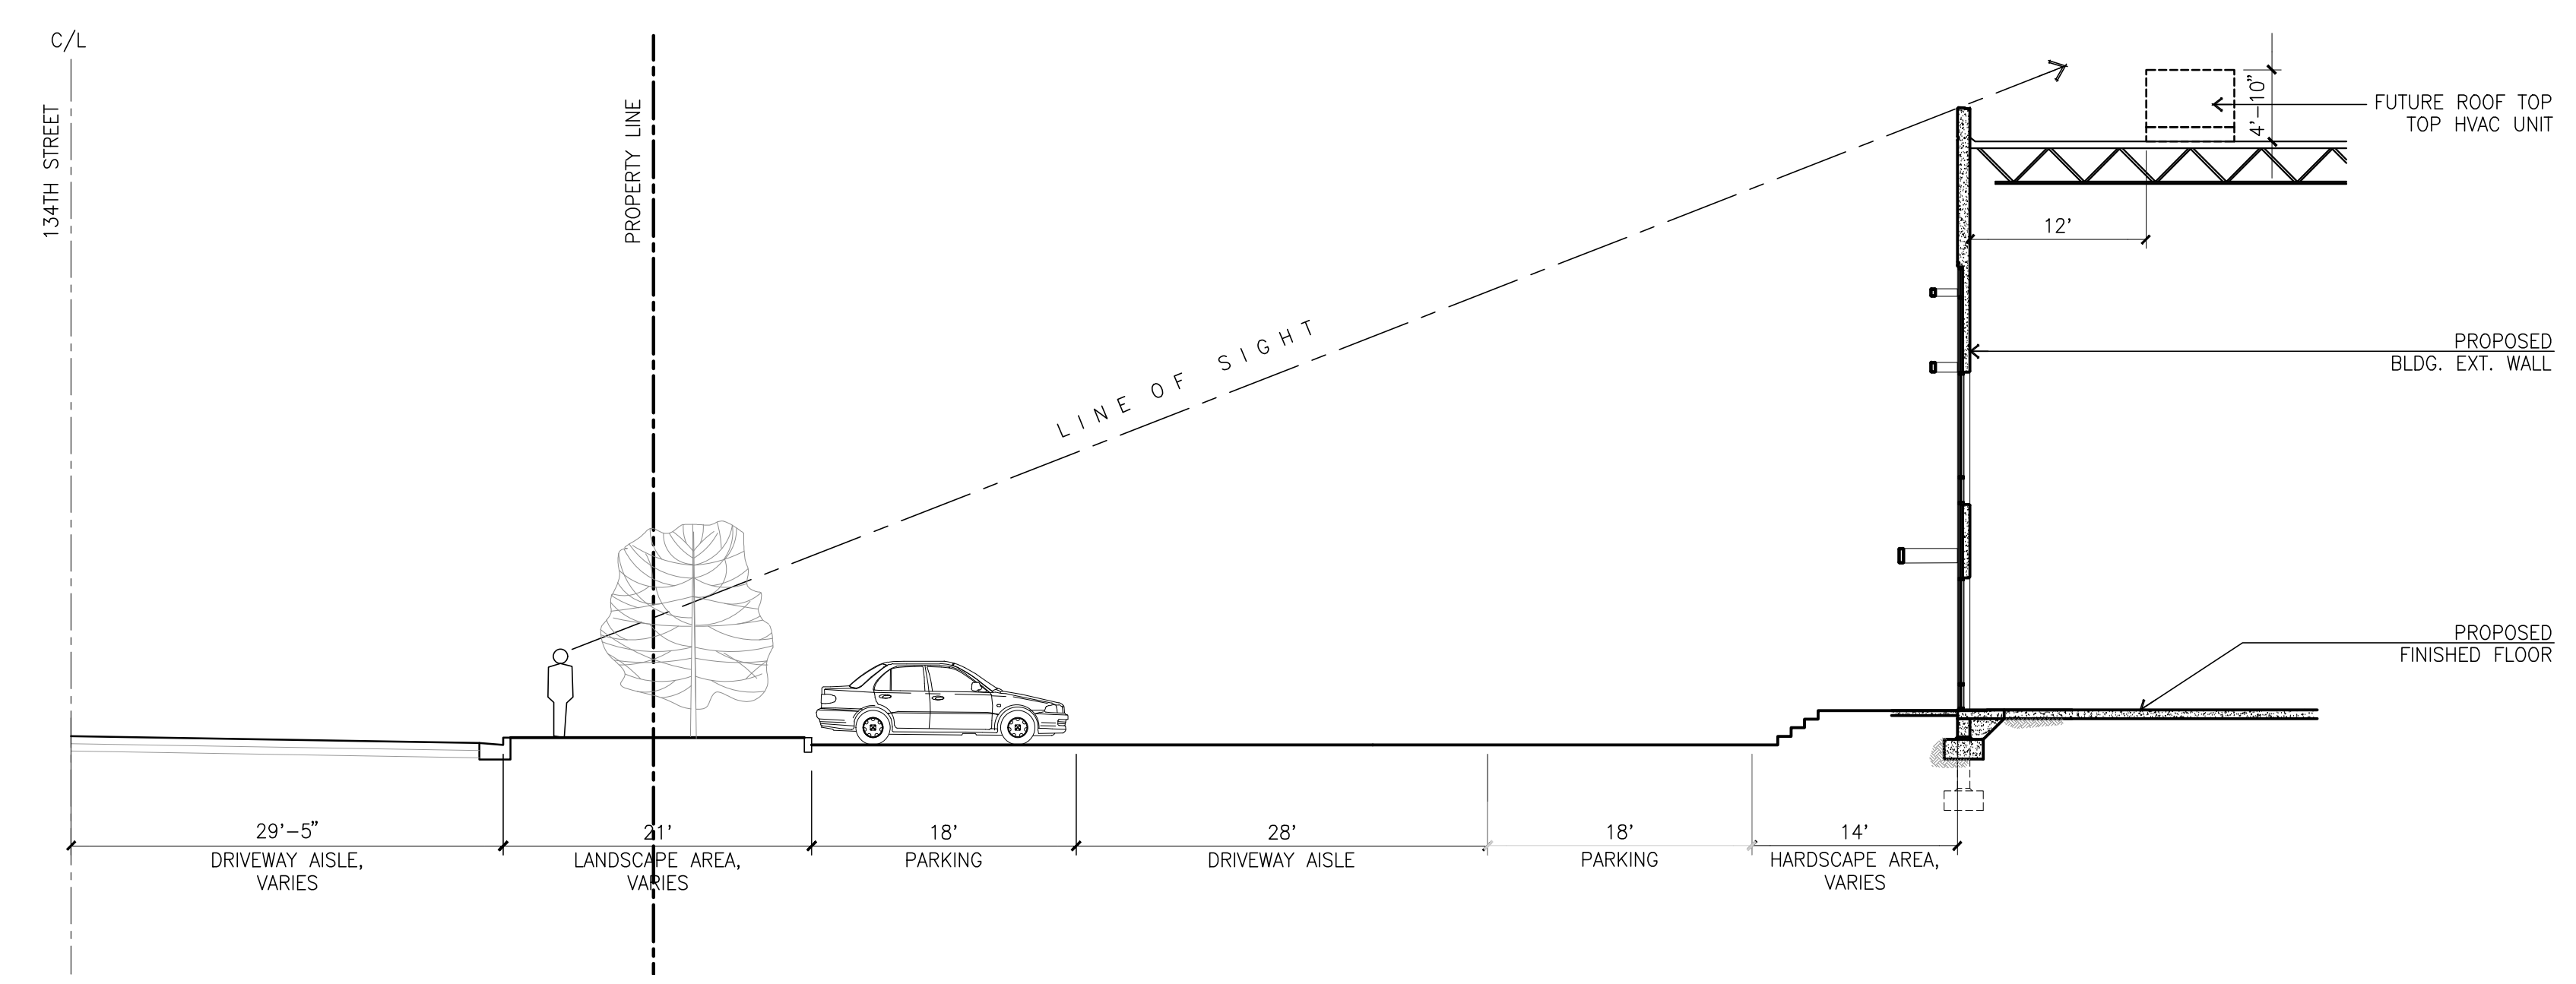 C/L
134TH STREET
PROPERTY LINE
LINE OF SIGHT
4'-10"
FUTURE ROOF TOP
TOP HVAC UNIT
12'
PROPOSED
BLDG. EXT. WALL
PROPOSED
FINISHED FLOOR
29'-5"
DRIVEWAY AISLE,
VARIES
21'
LANDSCAPE AREA,
VARIES
18'
PARKING
28'
DRIVEWAY AISLE
18'
PARKING
14'
HARDSCAPE AREA,
VARIES